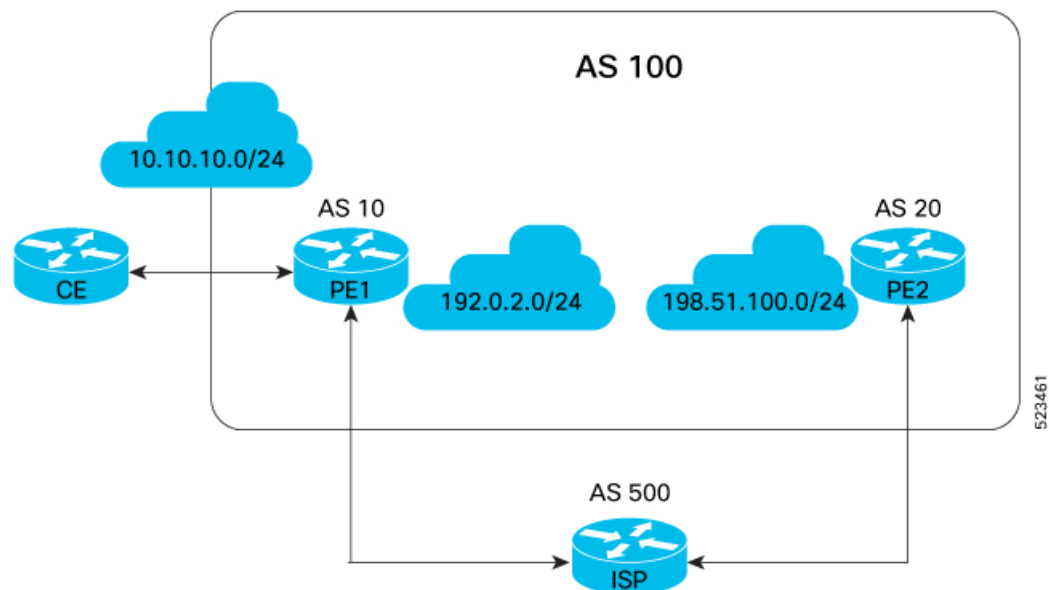 AS 100
10.10.10.0/24
AS 10
AS 20
CE
PE1
192.0.2.0/24
198.51.100.0/24
PE2
523461
AS 500
ISP